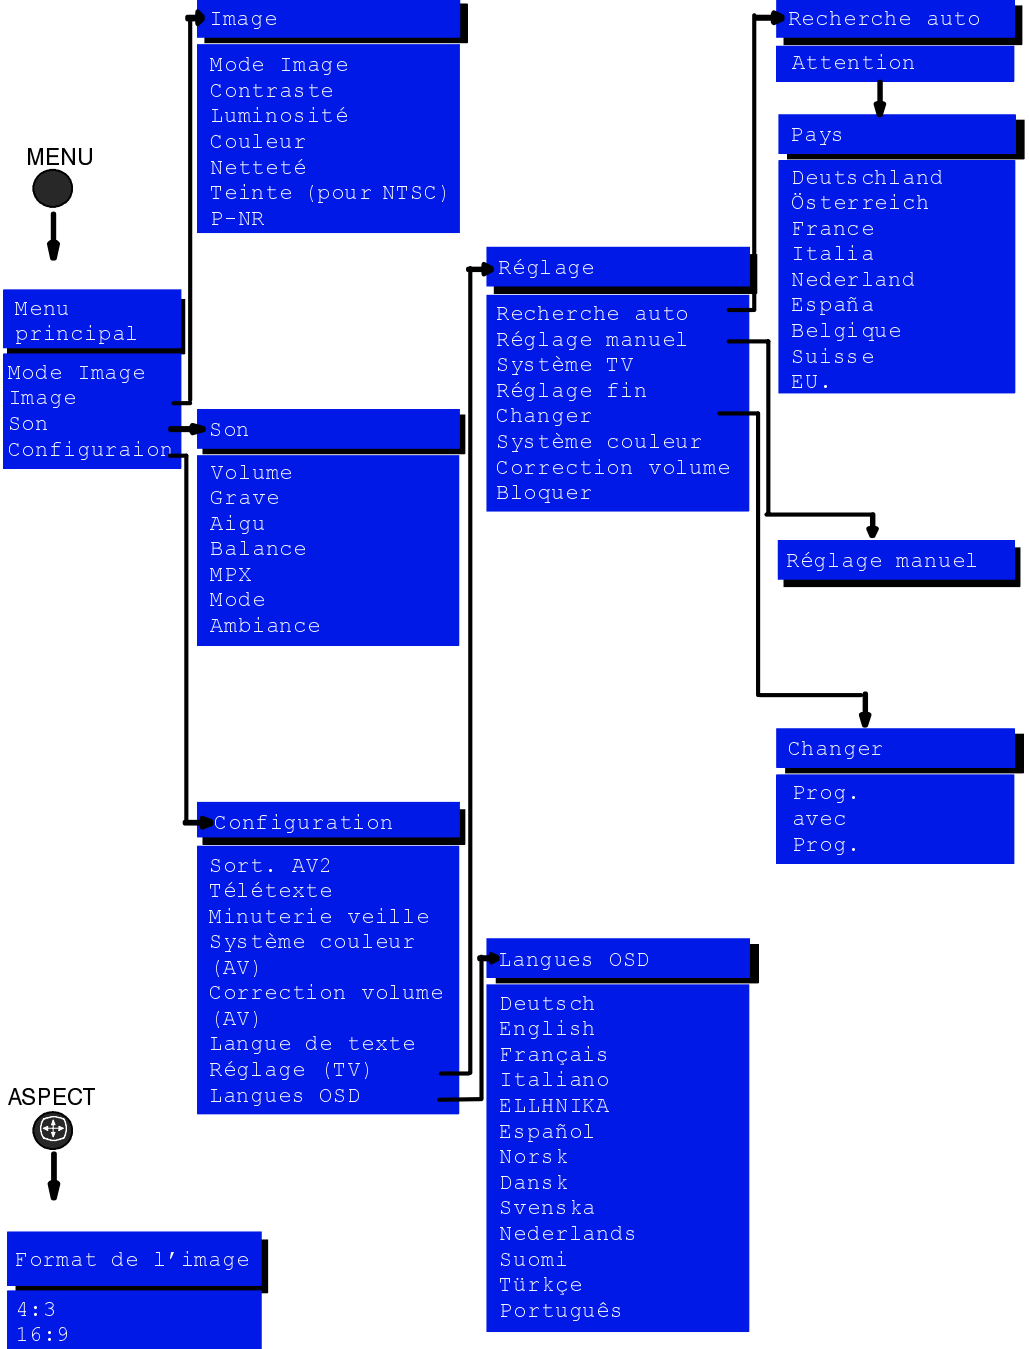 MENU
Menu
principal
Mode Image
Image
Son
Configuraion
Image
Mode Image
Contraste
Luminosité
Couleur
Netteté
Teinte (pour NTSC)
P-NR
Son
Volume
Grave
Aigu
Balance
MPX
Mode
Ambiance
Configuration
Sort. AV2
Télétexte
Minuterie veille
Système couleur
(AV)
Correction volume
(AV)
Langue de texte
Réglage (TV)
Langues OSD
Réglage
Recherche auto
Réglage manuel
Système TV
Réglage fin
Changer
Système couleur
Correction volume
Bloquer
Langues OSD
Deutsch
English
Français
Italiano
ELLHNIKA
Español
Norsk
Dansk
Svenska
Nederlands
Suomi
Türkçe
Português
Recherche auto
Attention
Pays
Deutschland
Österreich
France
Italia
Nederland
España
Belgique
Suisse
EU.
Réglage manuel
Changer
Prog.
avec
Prog.
ASPECT
Format de l’image
4:3
16:9